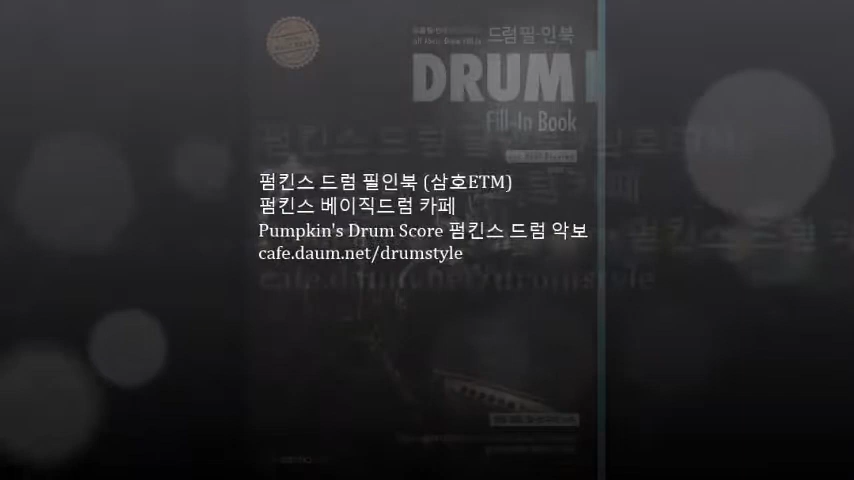 드럼필·인북
DRUM
Fill-In Book
펌킨스 드럼 필인북 (삼호ETM)
펌킨스 베이직드럼 카페
Pumpkin's Drum Score 펌킨스 드럼 악보
cafe.daum.net/drumstyle